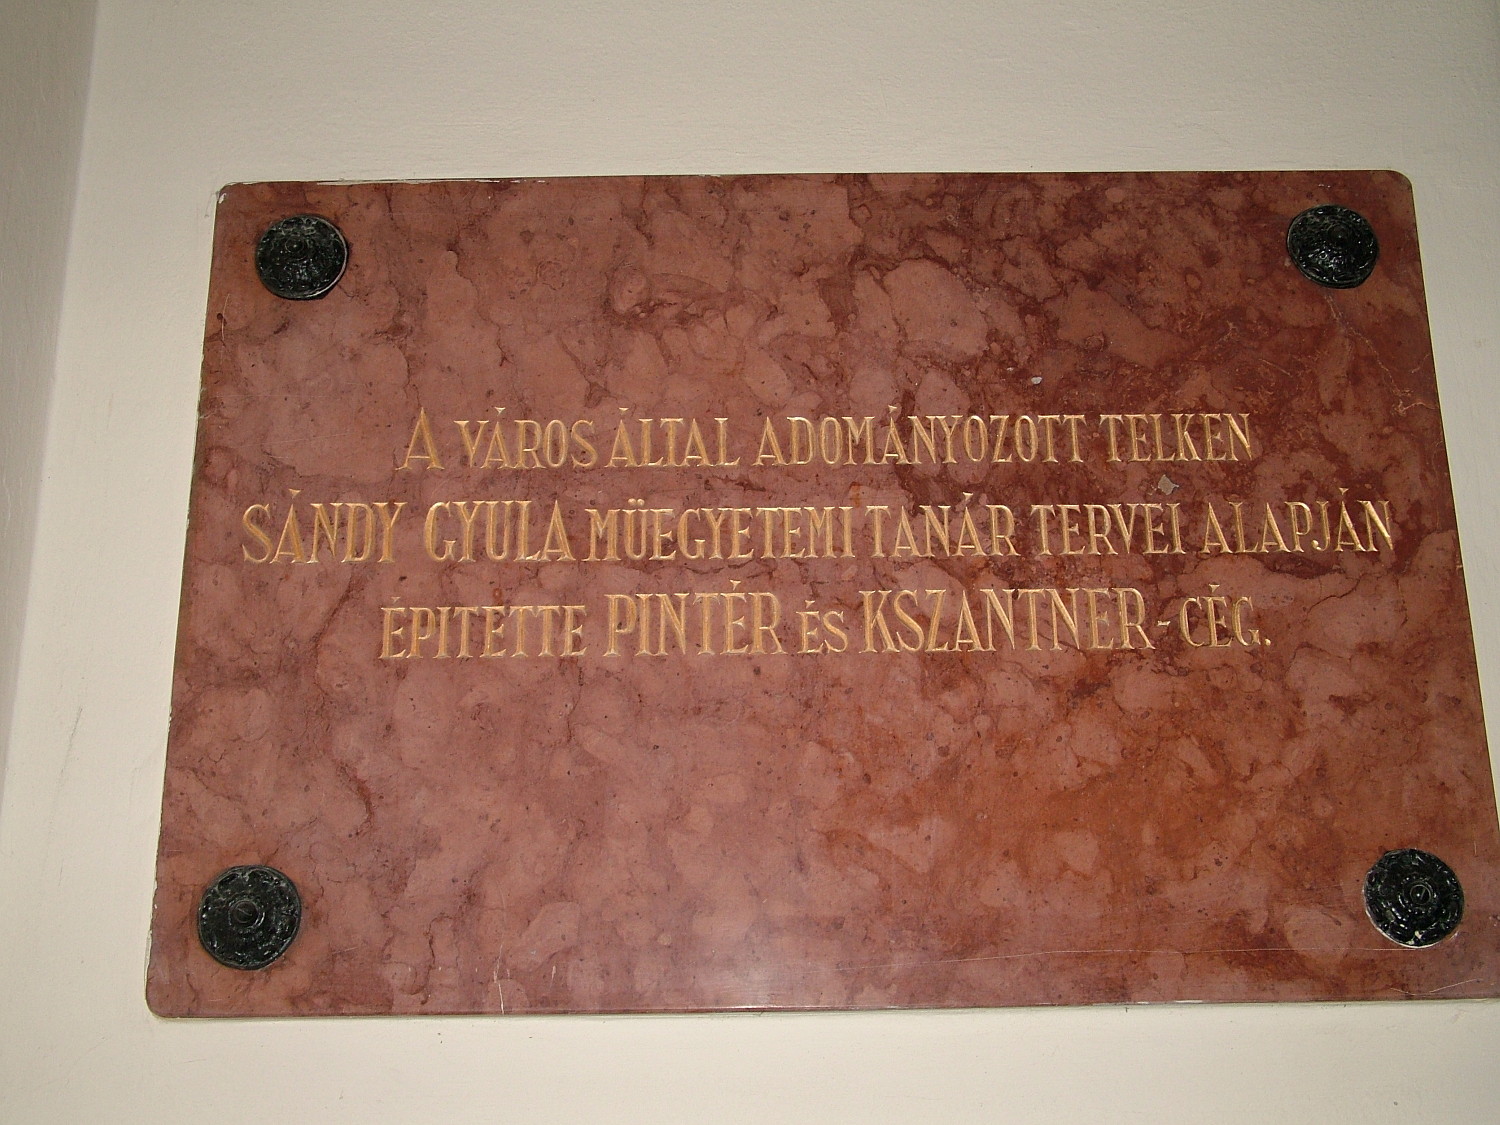 A VÁROS ÁLTAL ADOMÁNYOZOTT TELKEN
SÁNDY GYULA MÜEGYETEMI TANÁR TERVEI ALAPJÁN
ÉPITETTE PINTÉR ÉS KSZANTNER-CÉG.